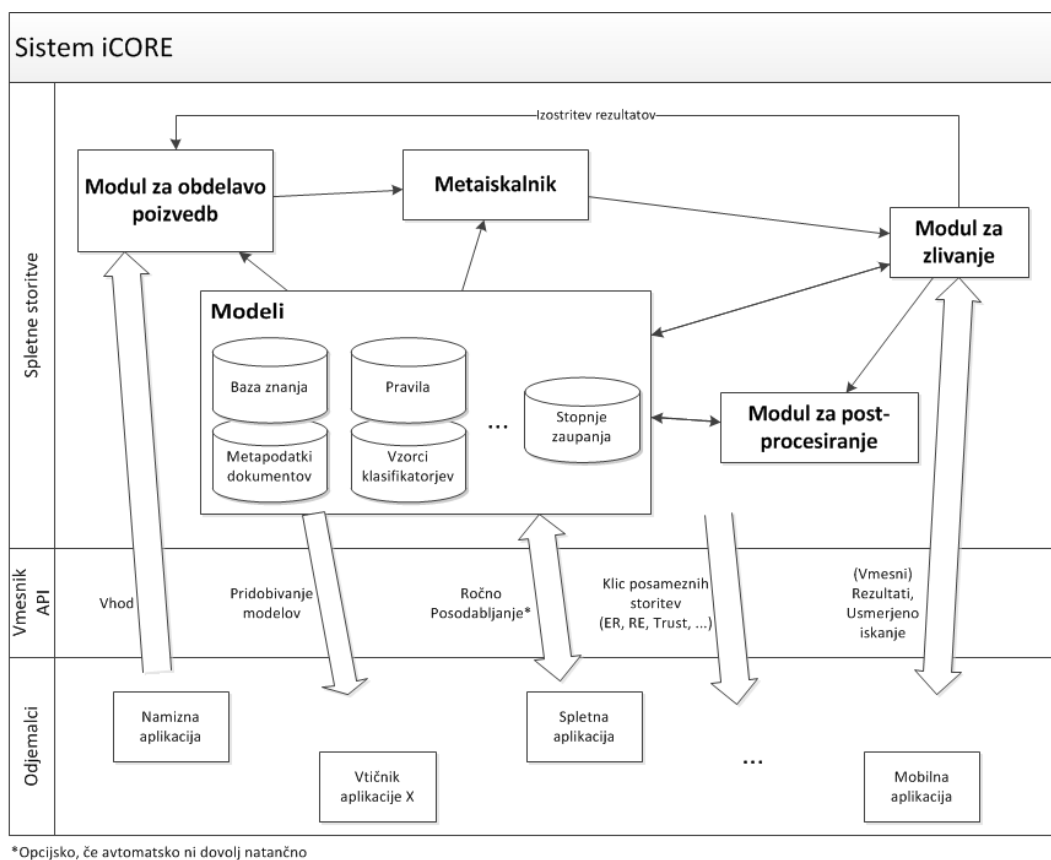 Sistem iCORE
Spletne storitve
Izostritev rezultatov
Modul za obdelavo
poizvedb
Metaiskalnik
Modul za
zlivanje
Modeli
Baza znanja
Pravila
...
Stopnje
zaupanja
Metapodatki
dokumentov
Vzorci
klasifikatorjev
Modul za post-
procesiranje
Vmesnik
API
Vhod
Pridobivanje
modelov
Ročno
Posodabljanje*
Klic posameznih
storitev
(ER, RE, Trust, ...)
(Vmesni)
Rezultati,
Usmerjeno
iskanje
Odjemalci
Namizna
aplikacija
Vtičnik
aplikacije X
Spletna
aplikacija
...
Mobilna
aplikacija
*Opcijsko, če avtomatsko ni dovolj natančno